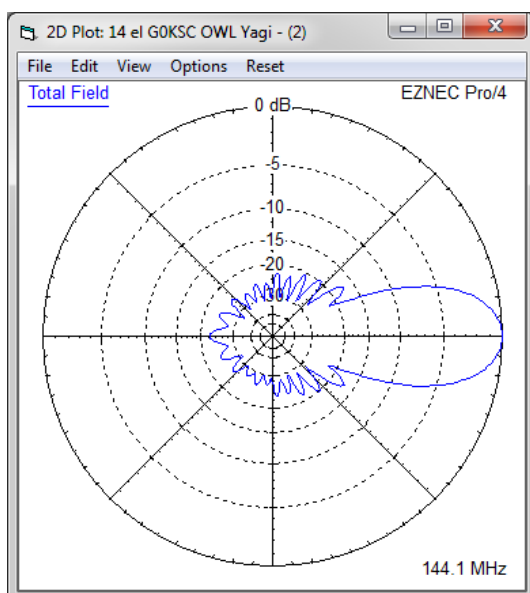 2D Plot: 14 el G0KSC OWL Yagi - (2)
File Edit View Options Reset
Total Field
EZNEC Pro/4
0 dB
-5
-10
-15
-20
30
144.1 MHz